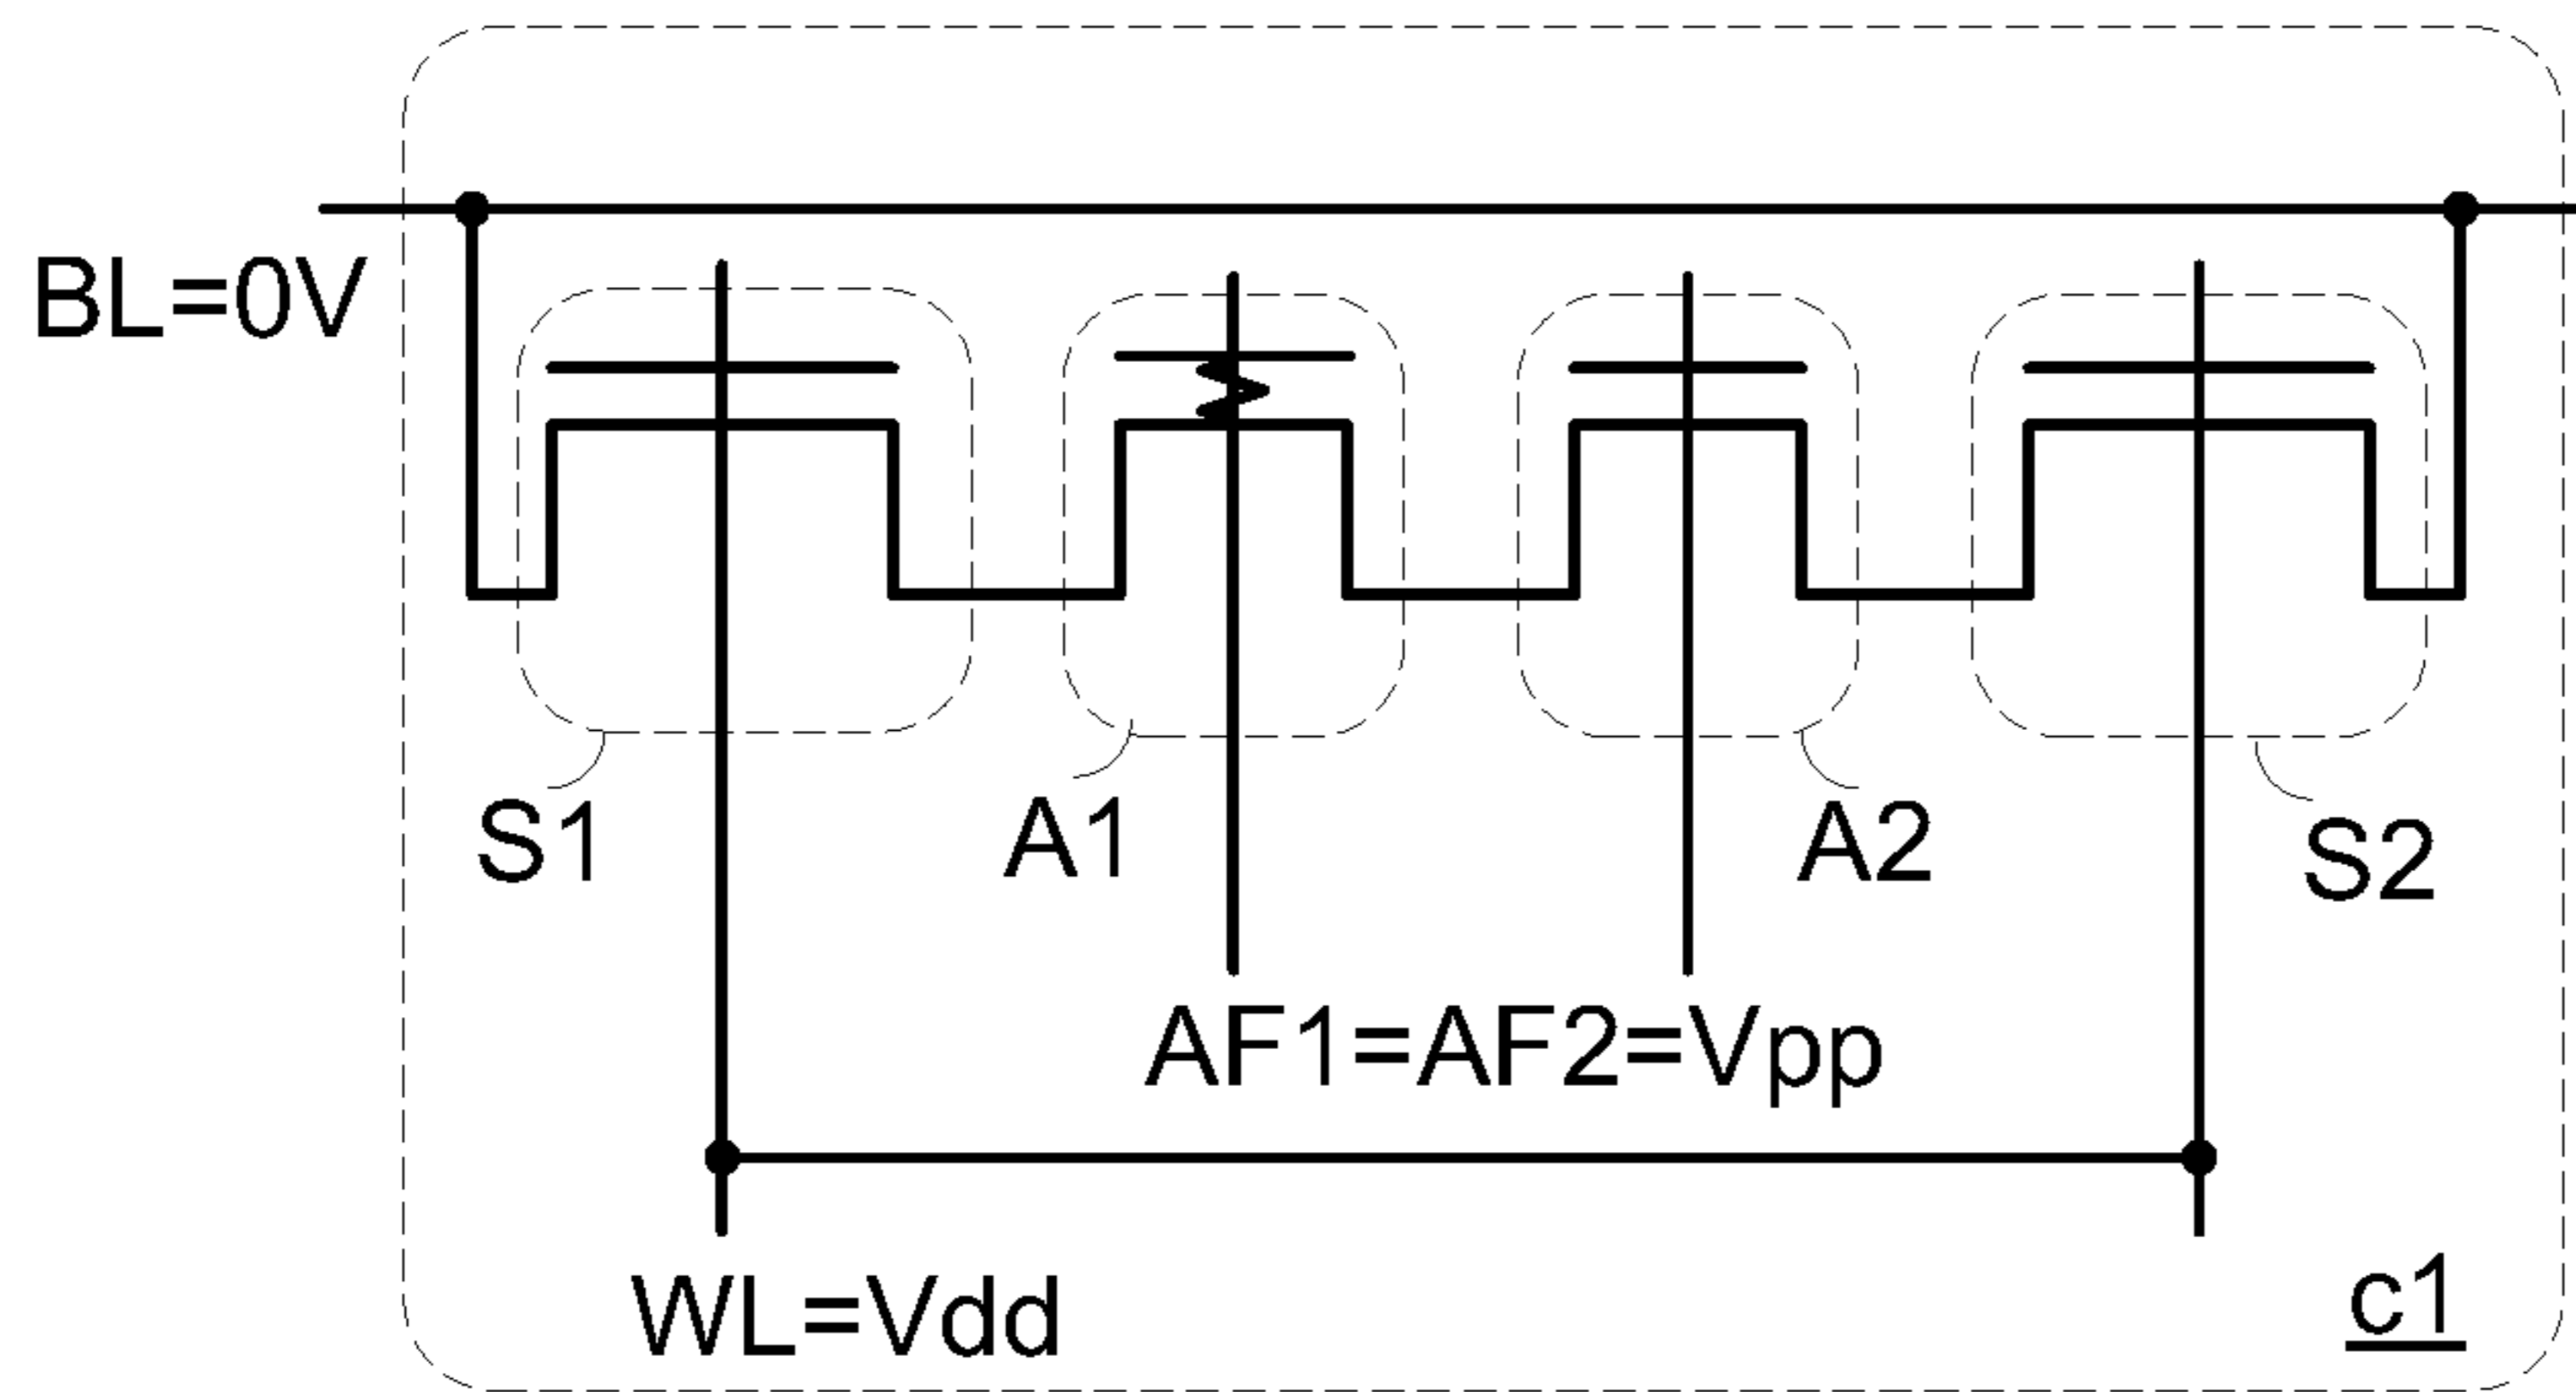 BL=0V
S1
A1
A2
S2
AF1=AF2=Vpp
WL=Vdd
c1